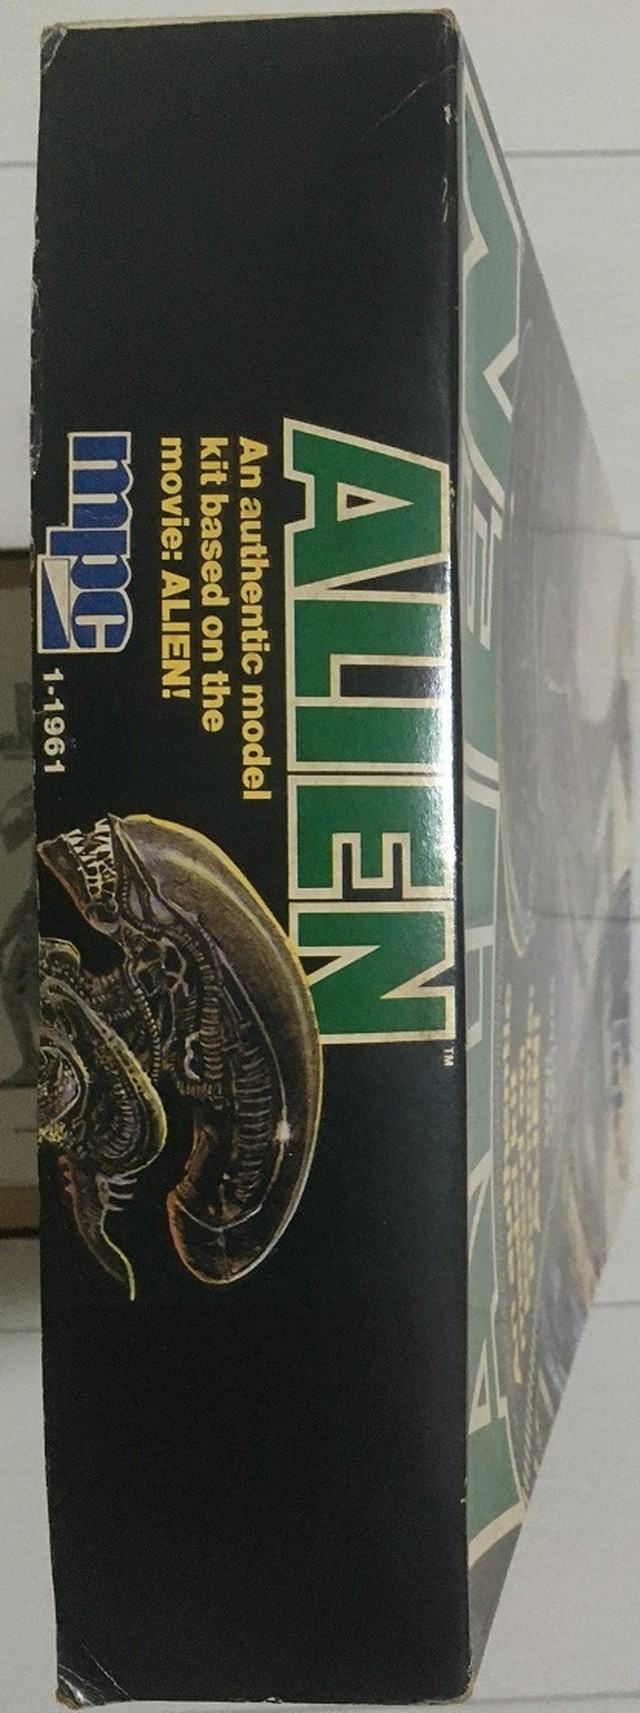 ALIEN™
An authentic model
kit based on the
movie: ALIEN!
mpc
1-1961